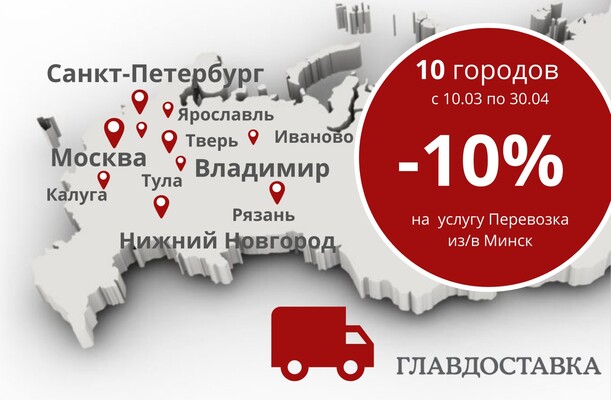 Санкт-Петербург
Ярославль
Тверь
Иваново
Москва
Владимир
Калуга
Тула
Рязань
Нижний Новгород
10 городов
с 10.03 по 30.04
-10%
на услугу Перевозка
из/в Минск
ГЛАВДОСТАВКА